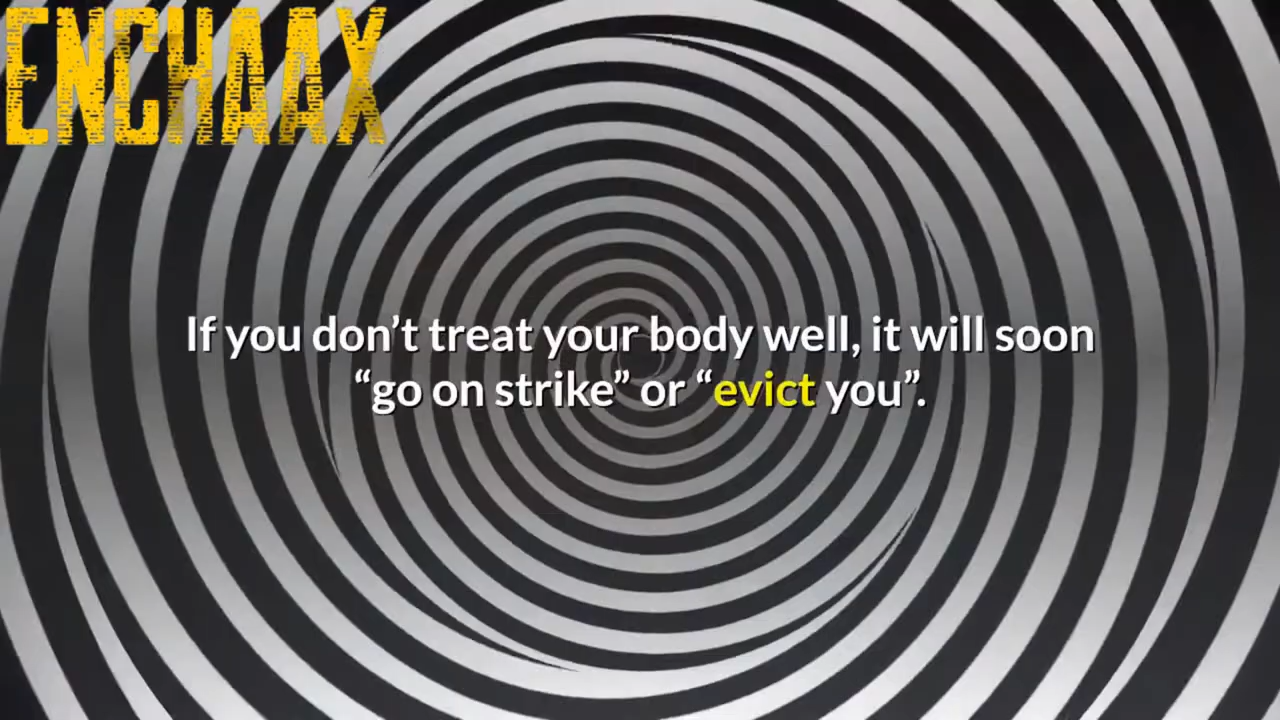 ENCHAAX
If you don’t treat your body well, it will soon
“go on strike” or “evict you”.